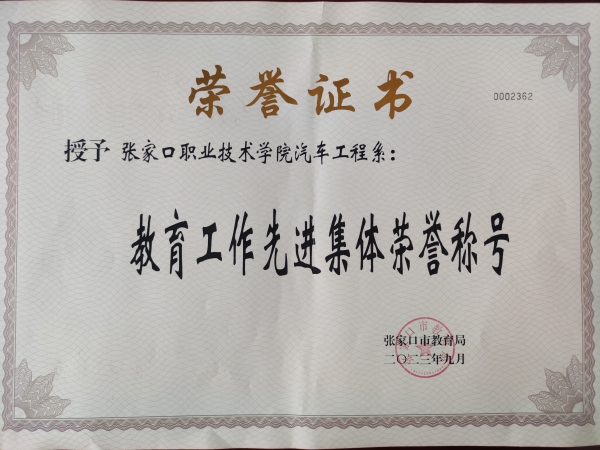 荣誉证书
0002362
授予 张家口职业技术学院汽车工程系:
教育工作先进集体荣誉称号
张家口市教育局
二〇二三年九月